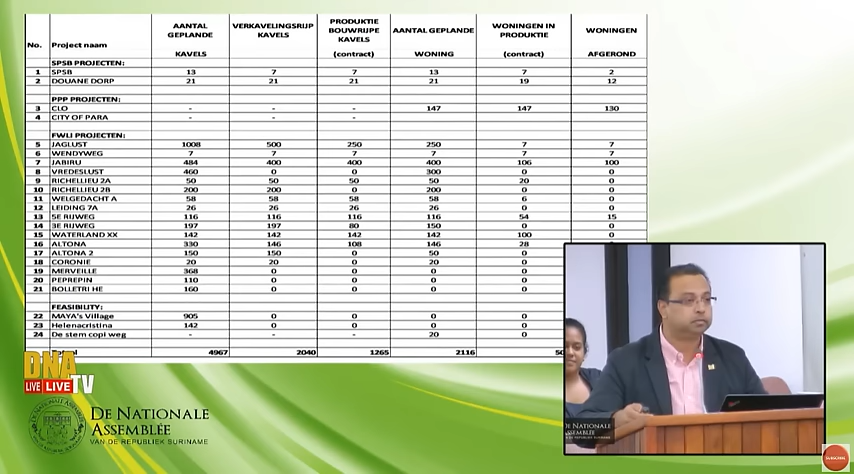 No. Project naam AANTAL GEPLANDE KAVELS VERKAVELINGSRIJP KAVELS PRODUKTIE BOUWRIJPE KAVELS (contract) AANTAL GEPLANDE WONING WONINGEN IN PRODUKTIE (contract) WONINGEN AFGEROND
SPSB PROJECTEN:
1 SPSB 13 7 7 13 7 2
2 DOUANE DORP 21 21 21 21 19 12
PPP PROJECTEN:
3 CLO - - - 147 147 130
4 CITY OF PARA - - -
FWLI PROJECTEN:
5 JAGLUST 1008 500 250 250 7 7
6 WENDYWEG 7 7 7 7 7 7
7 JABIRU 484 400 400 400 106 100
8 VREDESLUST 460 0 0 300 0 0
9 RICHELLIEU 2A 50 50 50 50 20 0
10 RICHELLIEU 2B 200 200 0 200 0 0
11 WELGEDACHT A 58 58 58 58 6 0
12 LEIDING 7A 26 26 26 26 0 0
13 5E RIJWEG 116 116 116 116 54 15
14 3E RIJWEG 197 197 80 150 0 0
15 WATERLAND XX 142 142 142 142 100 0
16 ALTONA 330 146 108 146 28
17 ALTONA 2 150 150 0 50 0
18 CORONIE 20 20 0 20 0
19 MERVEILLE 368 0 0 0 0
20 PEPREPIN 110 0 0 0 0
21 BOLLETRI HE 160 0 0 0 0
FEASIBILITY:
22 MAYA's Village 905 0 0 0 0
23 Helenacristina 142 0 0 0 0
24 De stem copi weg - - - 20 0
4967 2040 1265 2116
DNA
LIVE LIVE TV
DE NATIONALE
ASSEMBLÉE
VAN DE REPUBLIEK SURINAME
DE NATIONALE
ASSEMBLÉE
VAN DE REPUBLIEK SURINAME
SUBSCRIBE